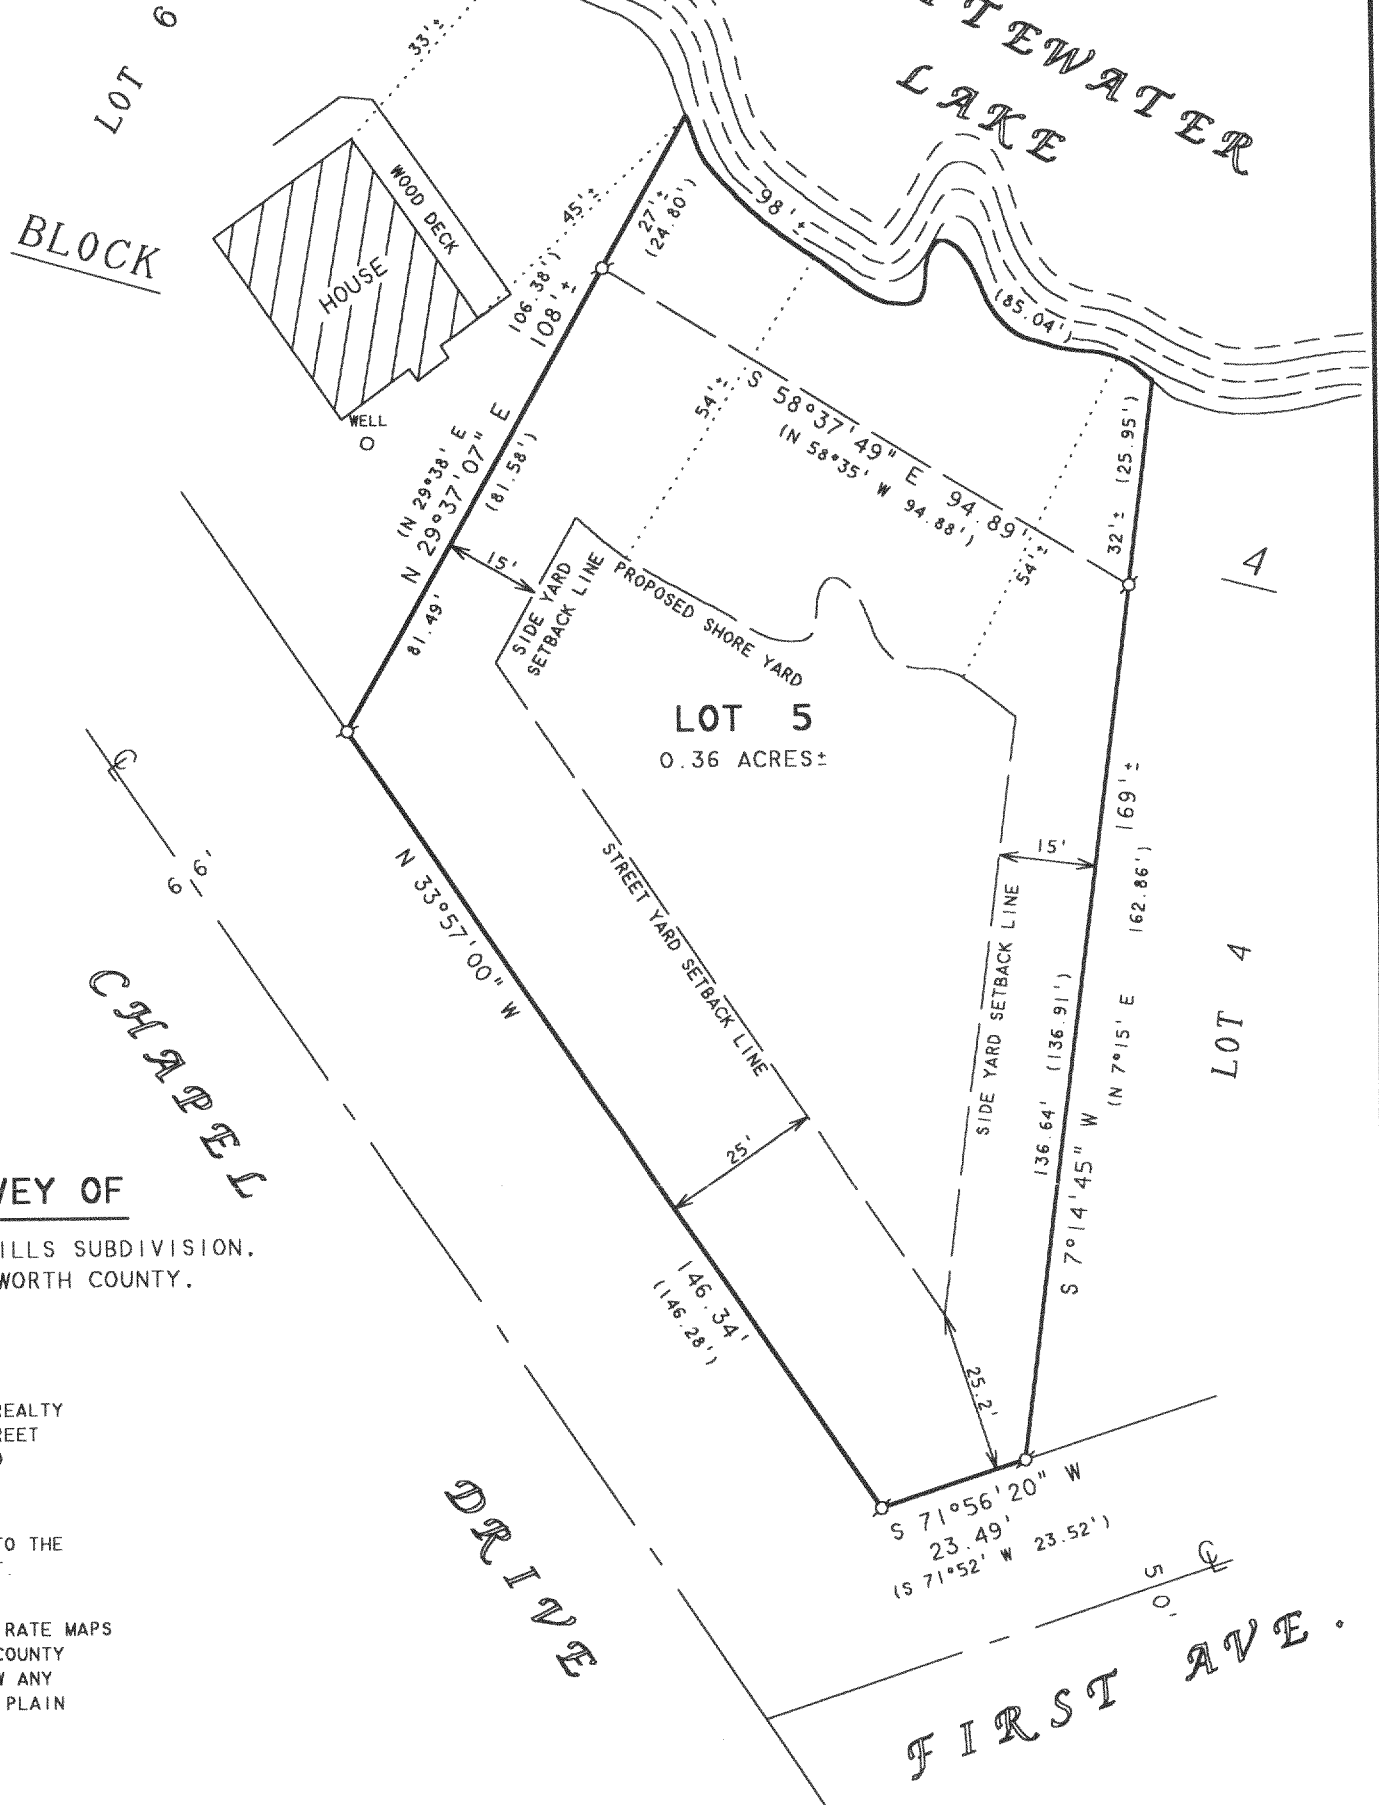 TEWATER
LAKE
LOT 6
33'±
BLOCK
WOOD DECK
HOUSE
WELL
45'±
27'±
(24.80')
98'±
(85.04')
106.38')
108'±
(N 29°38' E
N 29°37'07" E
(81.58')
81.49'
54'±
S 58°37'49" E 94.89'
(N 58°35' W 94.88')
54'±
(25.95')
32'±
4
15'
SIDE YARD
SETBACK LINE
PROPOSED SHORE YARD
LOT 5
0.36 ACRES±
℄
66'
N 33°57'00" W
STREET YARD SETBACK LINE
15'
SIDE YARD SETBACK LINE
169'±
162.86')
(N 7°15' E
136.64' (136.91')
S 7°14'45" W
LOT 4
CHAPEL
DRIVE
25'
146.34'
(146.28')
25.2'
S 71°56'20" W
23.49'
(S 71°52' W 23.52')
℄
50'
FIRST AVE.
VEY OF
ILLS SUBDIVISION.
WORTH COUNTY.
REALTY
REET
TO THE
T.
RATE MAPS
COUNTY
W ANY
PLAIN